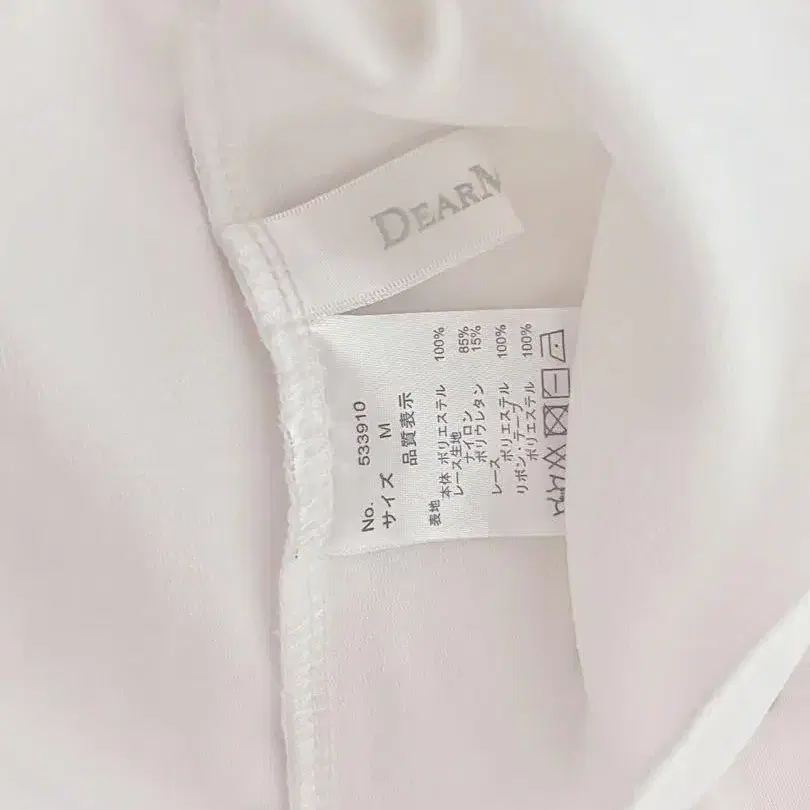 DEARM
No. 533910
サイズ M
品質表示
表地
本体 ポリエステル 100%
レース生地
ナイロン 85%
ポリウレタン 15%
レース
ポリエステル 100%
リボン・テープ
ポリエステル 100%